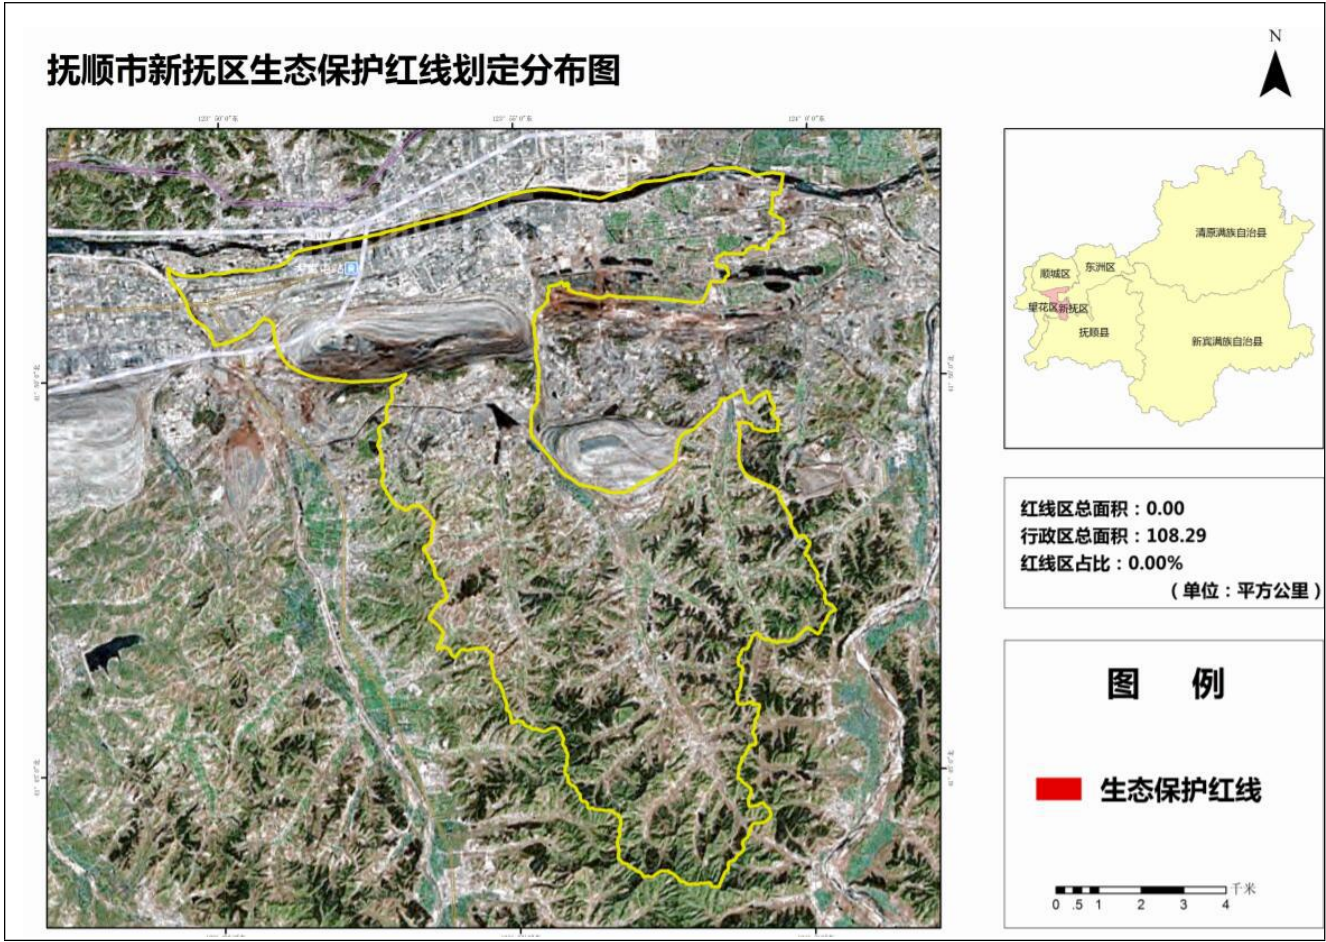 抚顺市新抚区生态保护红线划定分布图
N
清原满族自治县
顺城区
东洲区
望花区
新抚区
抚顺县
新宾满族自治县
红线区总面积：0.00
行政区总面积：108.29
红线区占比：0.00%
（单位：平方公里）
图 例
生态保护红线
千米
0 .5 1 2 3 4